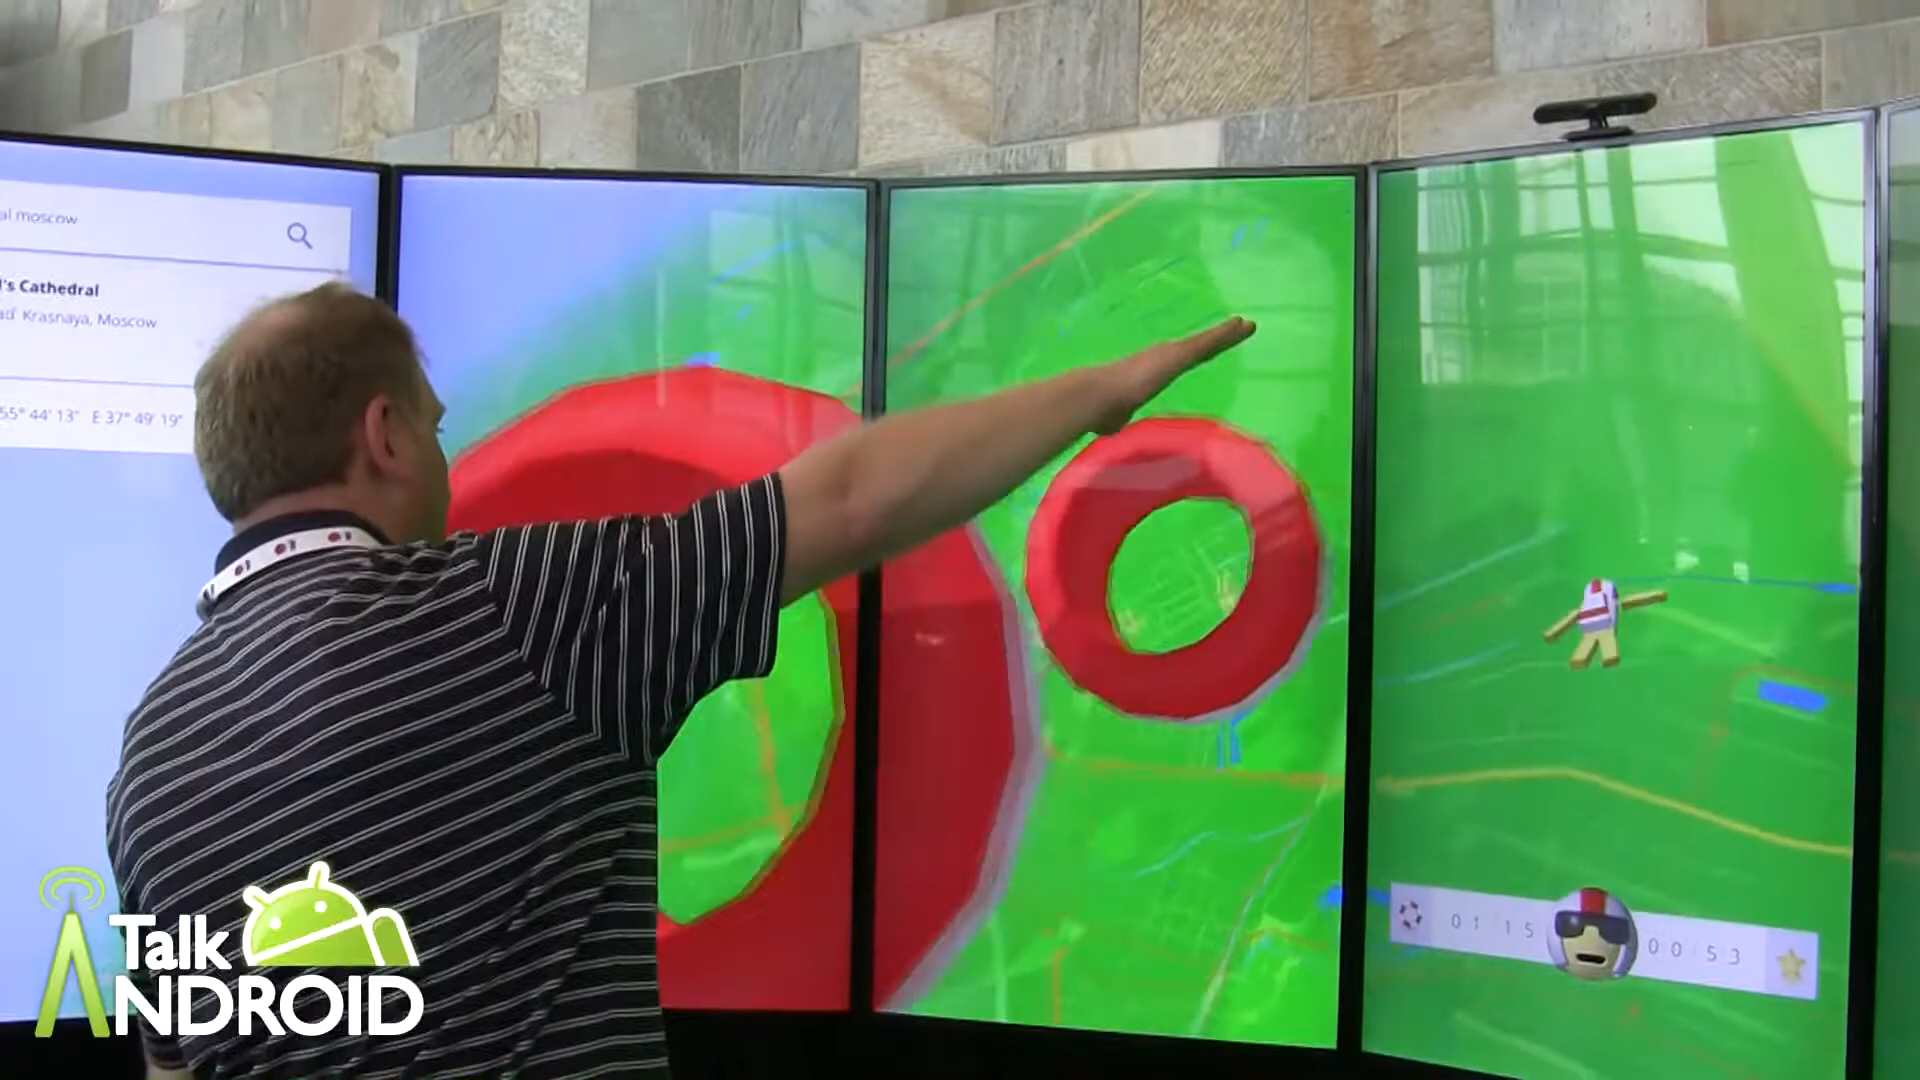 al moscow
's Cathedral
ad' Krasnaya, Moscow
55° 44' 13" E 37° 49' 19"
01 15
00 53
Talk
ANDROID